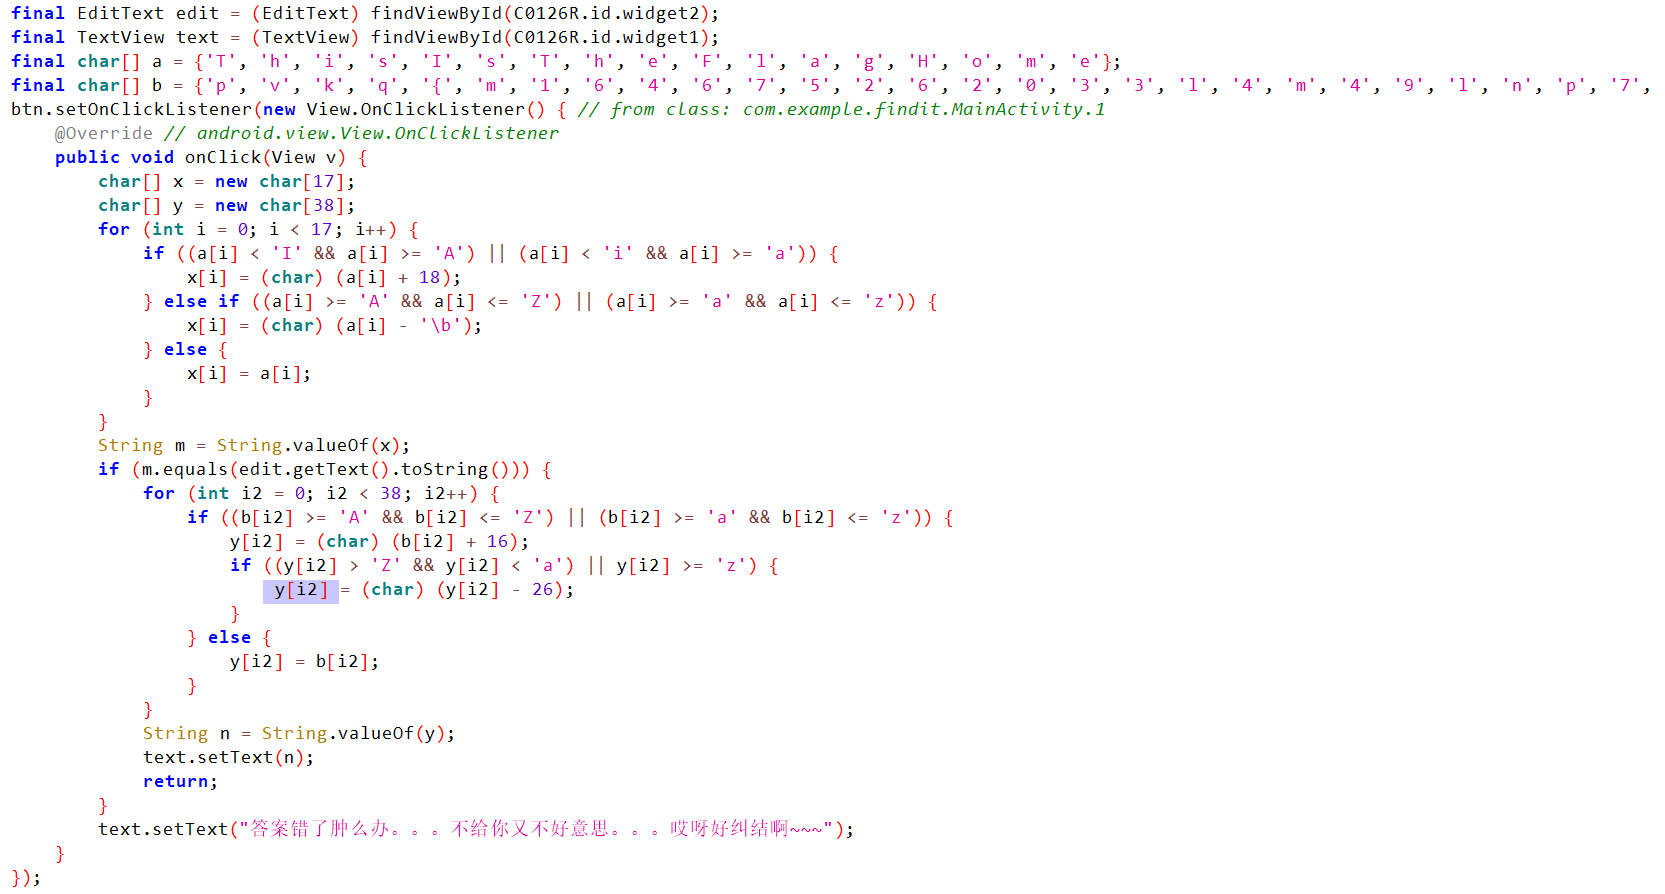 final EditText edit = (EditText) findViewById(C0126R.id.widget2);
final TextView text = (TextView) findViewById(C0126R.id.widget1);
final char[] a = {'T', 'h', 'i', 's', 'I', 's', 'T', 'h', 'e', 'F', 'l', 'a', 'g', 'H', 'o', 'm', 'e'};
final char[] b = {'p', 'v', 'k', 'q', '{', 'm', '1', '6', '4', '6', '7', '5', '2', '6', '2', '0', '3', '3', 'l', '4', 'm', '4', '9', 'l', 'n', 'p', '7',
btn.setOnClickListener(new View.OnClickListener() { // from class: com.example.findit.MainActivity.1
    @Override // android.view.View.OnClickListener
    public void onClick(View v) {
        char[] x = new char[17];
        char[] y = new char[38];
        for (int i = 0; i < 17; i++) {
            if ((a[i] < 'I' && a[i] >= 'A') || (a[i] < 'i' && a[i] >= 'a')) {
                x[i] = (char) (a[i] + 18);
            } else if ((a[i] >= 'A' && a[i] <= 'Z') || (a[i] >= 'a' && a[i] <= 'z')) {
                x[i] = (char) (a[i] - '\b');
            } else {
                x[i] = a[i];
            }
        }
        String m = String.valueOf(x);
        if (m.equals(edit.getText().toString())) {
            for (int i2 = 0; i2 < 38; i2++) {
                if ((b[i2] >= 'A' && b[i2] <= 'Z') || (b[i2] >= 'a' && b[i2] <= 'z')) {
                    y[i2] = (char) (b[i2] + 16);
                    if ((y[i2] > 'Z' && y[i2] < 'a') || y[i2] >= 'z') {
                        y[i2] = (char) (y[i2] - 26);
                    }
                } else {
                    y[i2] = b[i2];
                }
            }
            String n = String.valueOf(y);
            text.setText(n);
            return;
        }
        text.setText("答案错了肿么办。。。不给你又不好意思。。。哎呀好纠结啊~~~");
    }
});